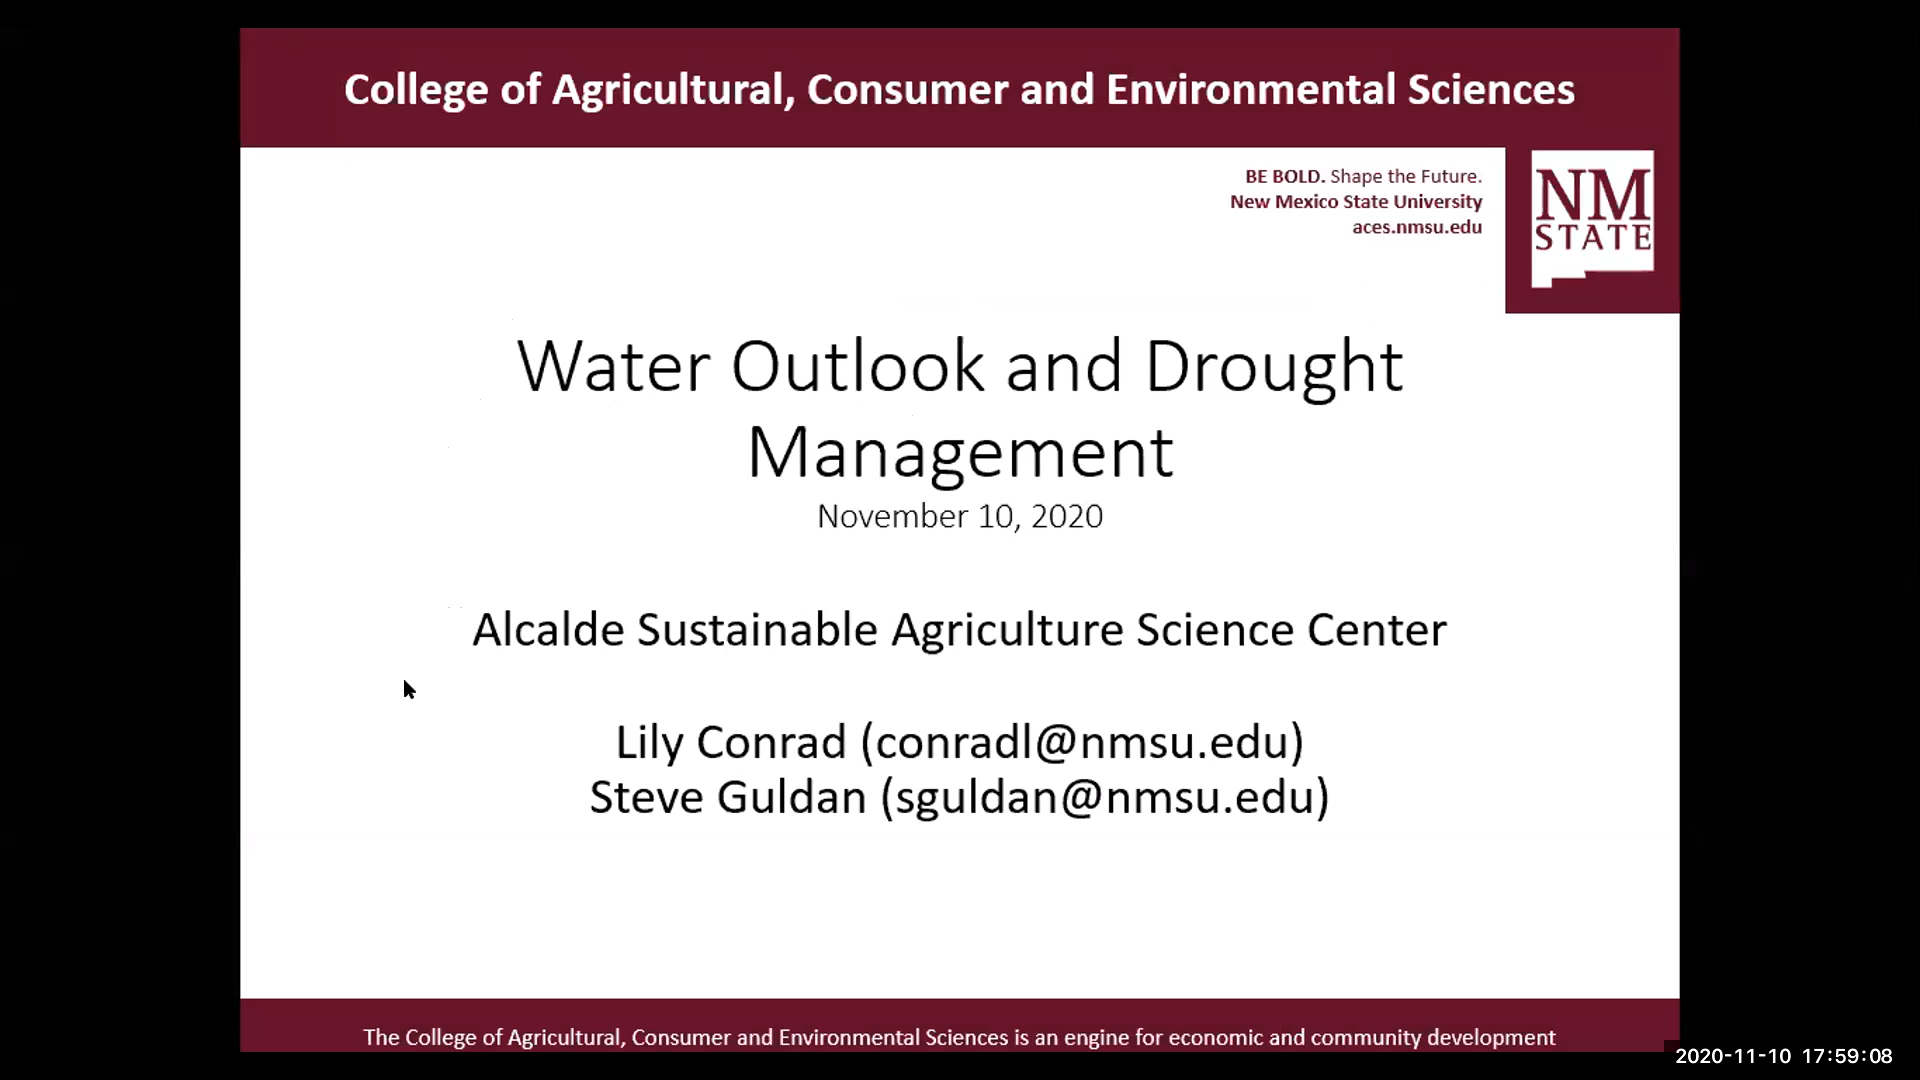 College of Agricultural, Consumer and Environmental Sciences
BE BOLD. Shape the Future.
New Mexico State University
aces.nmsu.edu
NM
STATE
Water Outlook and Drought
Management
November 10, 2020
Alcalde Sustainable Agriculture Science Center
Lily Conrad (conradl@nmsu.edu)
Steve Guldan (sguldan@nmsu.edu)
The College of Agricultural, Consumer and Environmental Sciences is an engine for economic and community development
2020-11-10 17:59:08